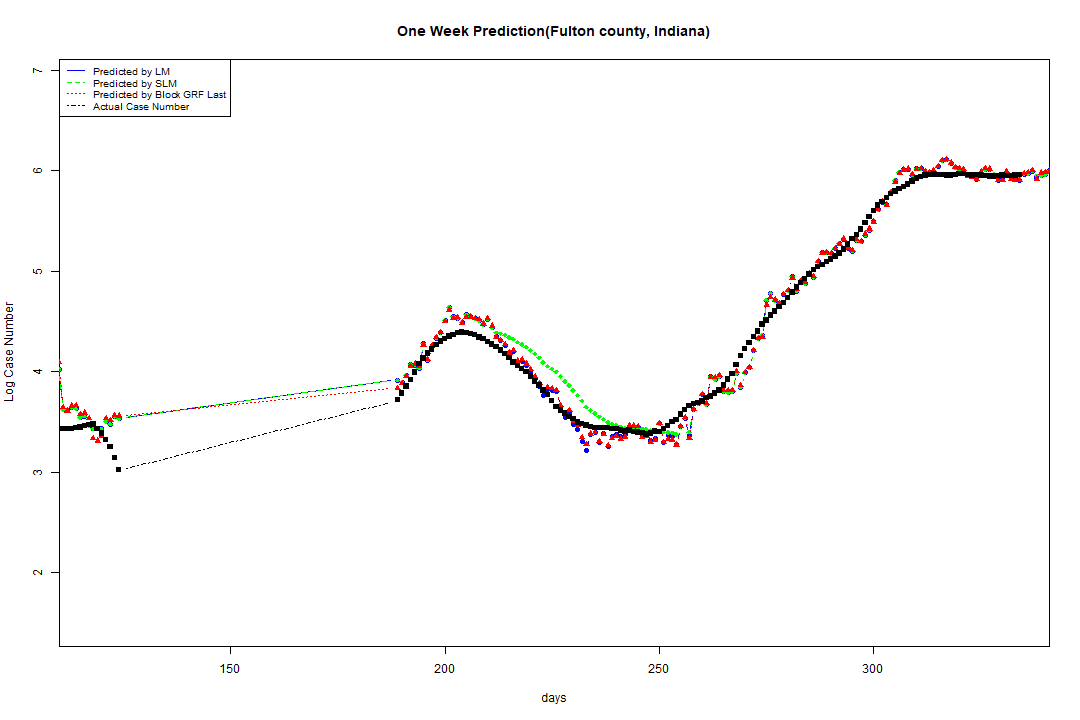 One Week Prediction(Fulton county, Indiana)
Predicted by LM
Predicted by SLM
Predicted by Block GRF Last
Actual Case Number
7
6
5
4
3
2
Log Case Number
150
200
250
300
days